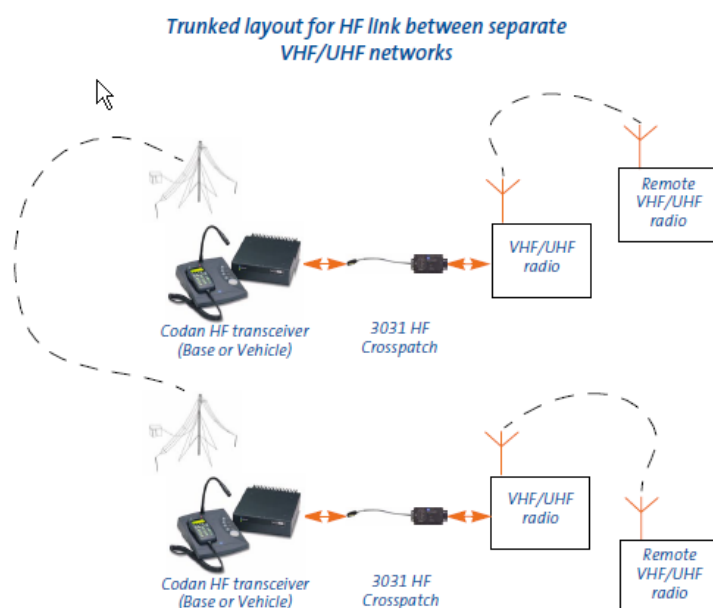 Trunked layout for HF link between separate
VHF/UHF networks
Remote
VHF/UHF
radio
VHF/UHF
radio
Codan HF transceiver
(Base or Vehicle)
3031 HF
Crosspatch
VHF/UHF
radio
Remote
VHF/UHF
radio
Codan HF transceiver
(Base or Vehicle)
3031 HF
Crosspatch